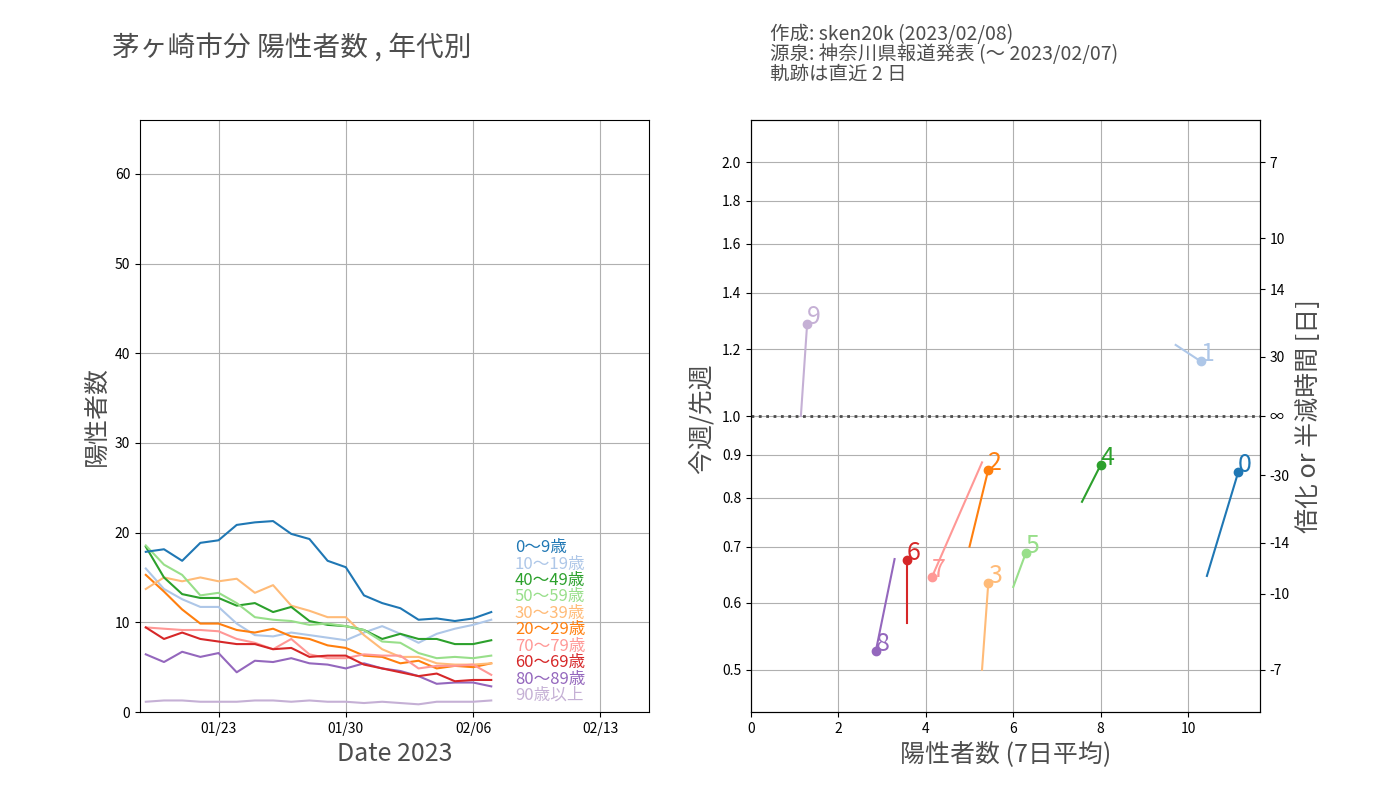 茅ヶ崎市分 陽性者数 , 年代別
作成: sken20k (2023/02/08)
源泉: 神奈川県報道発表 (～ 2023/02/07)
軌跡は直近 2 日
陽性者数
60
50
40
30
20
10
0
01/23
01/30
02/06
02/13
Date 2023
0～9歳
10～19歳
40～49歳
50～59歳
30～39歳
20～29歳
70～79歳
60～69歳
80～89歳
90歳以上
今週/先週
2.0
1.8
1.6
1.4
1.2
1.0
0.9
0.8
0.7
0.6
0.5
9
1
2
4
0
5
6
7
3
8
0
2
4
6
8
10
陽性者数 (7日平均)
7
10
14
30
∞
-30
-14
-10
-7
倍化 or 半減時間 [日]